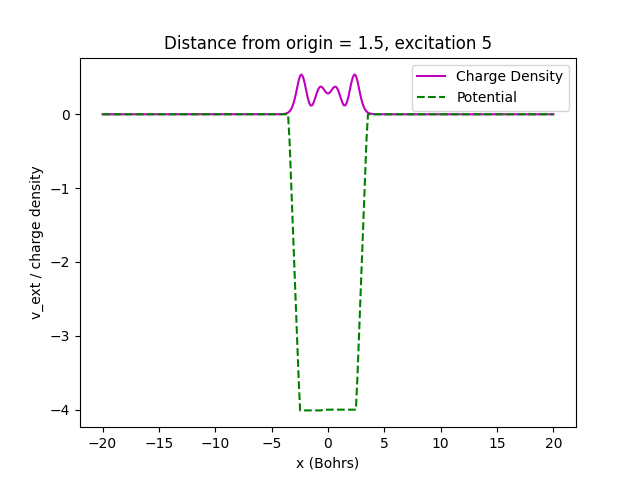 Distance from origin = 1.5, excitation 5
Charge Density
Potential
v_ext / charge density
0
−1
−2
−3
−4
−20 −15 −10 −5 0 5 10 15 20
x (Bohrs)